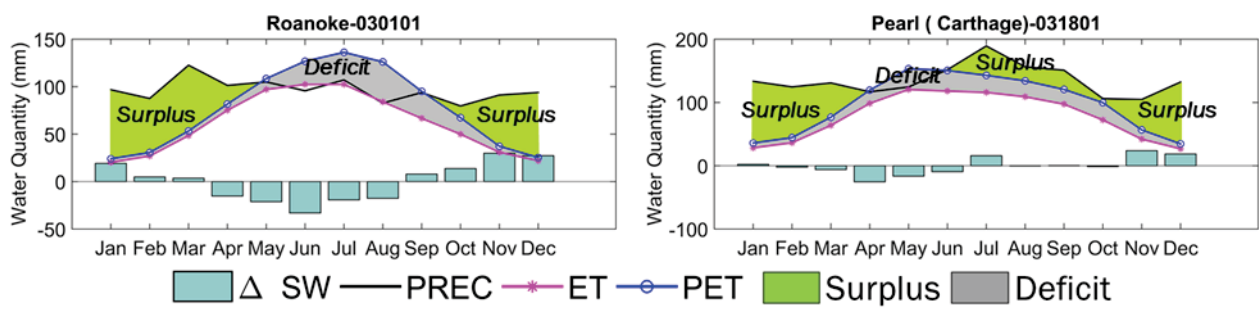 Roanoke-030101
Water Quantity (mm)
150
100
50
0
-50
Surplus
Deficit
Surplus
Jan Feb Mar Apr May Jun Jul Aug Sep Oct Nov Dec
Pearl ( Carthage)-031801
Water Quantity (mm)
200
100
0
-100
Surplus
Deficit
Surplus
Surplus
Jan Feb Mar Apr May Jun Jul Aug Sep Oct Nov Dec
Δ SW PREC ET PET Surplus Deficit